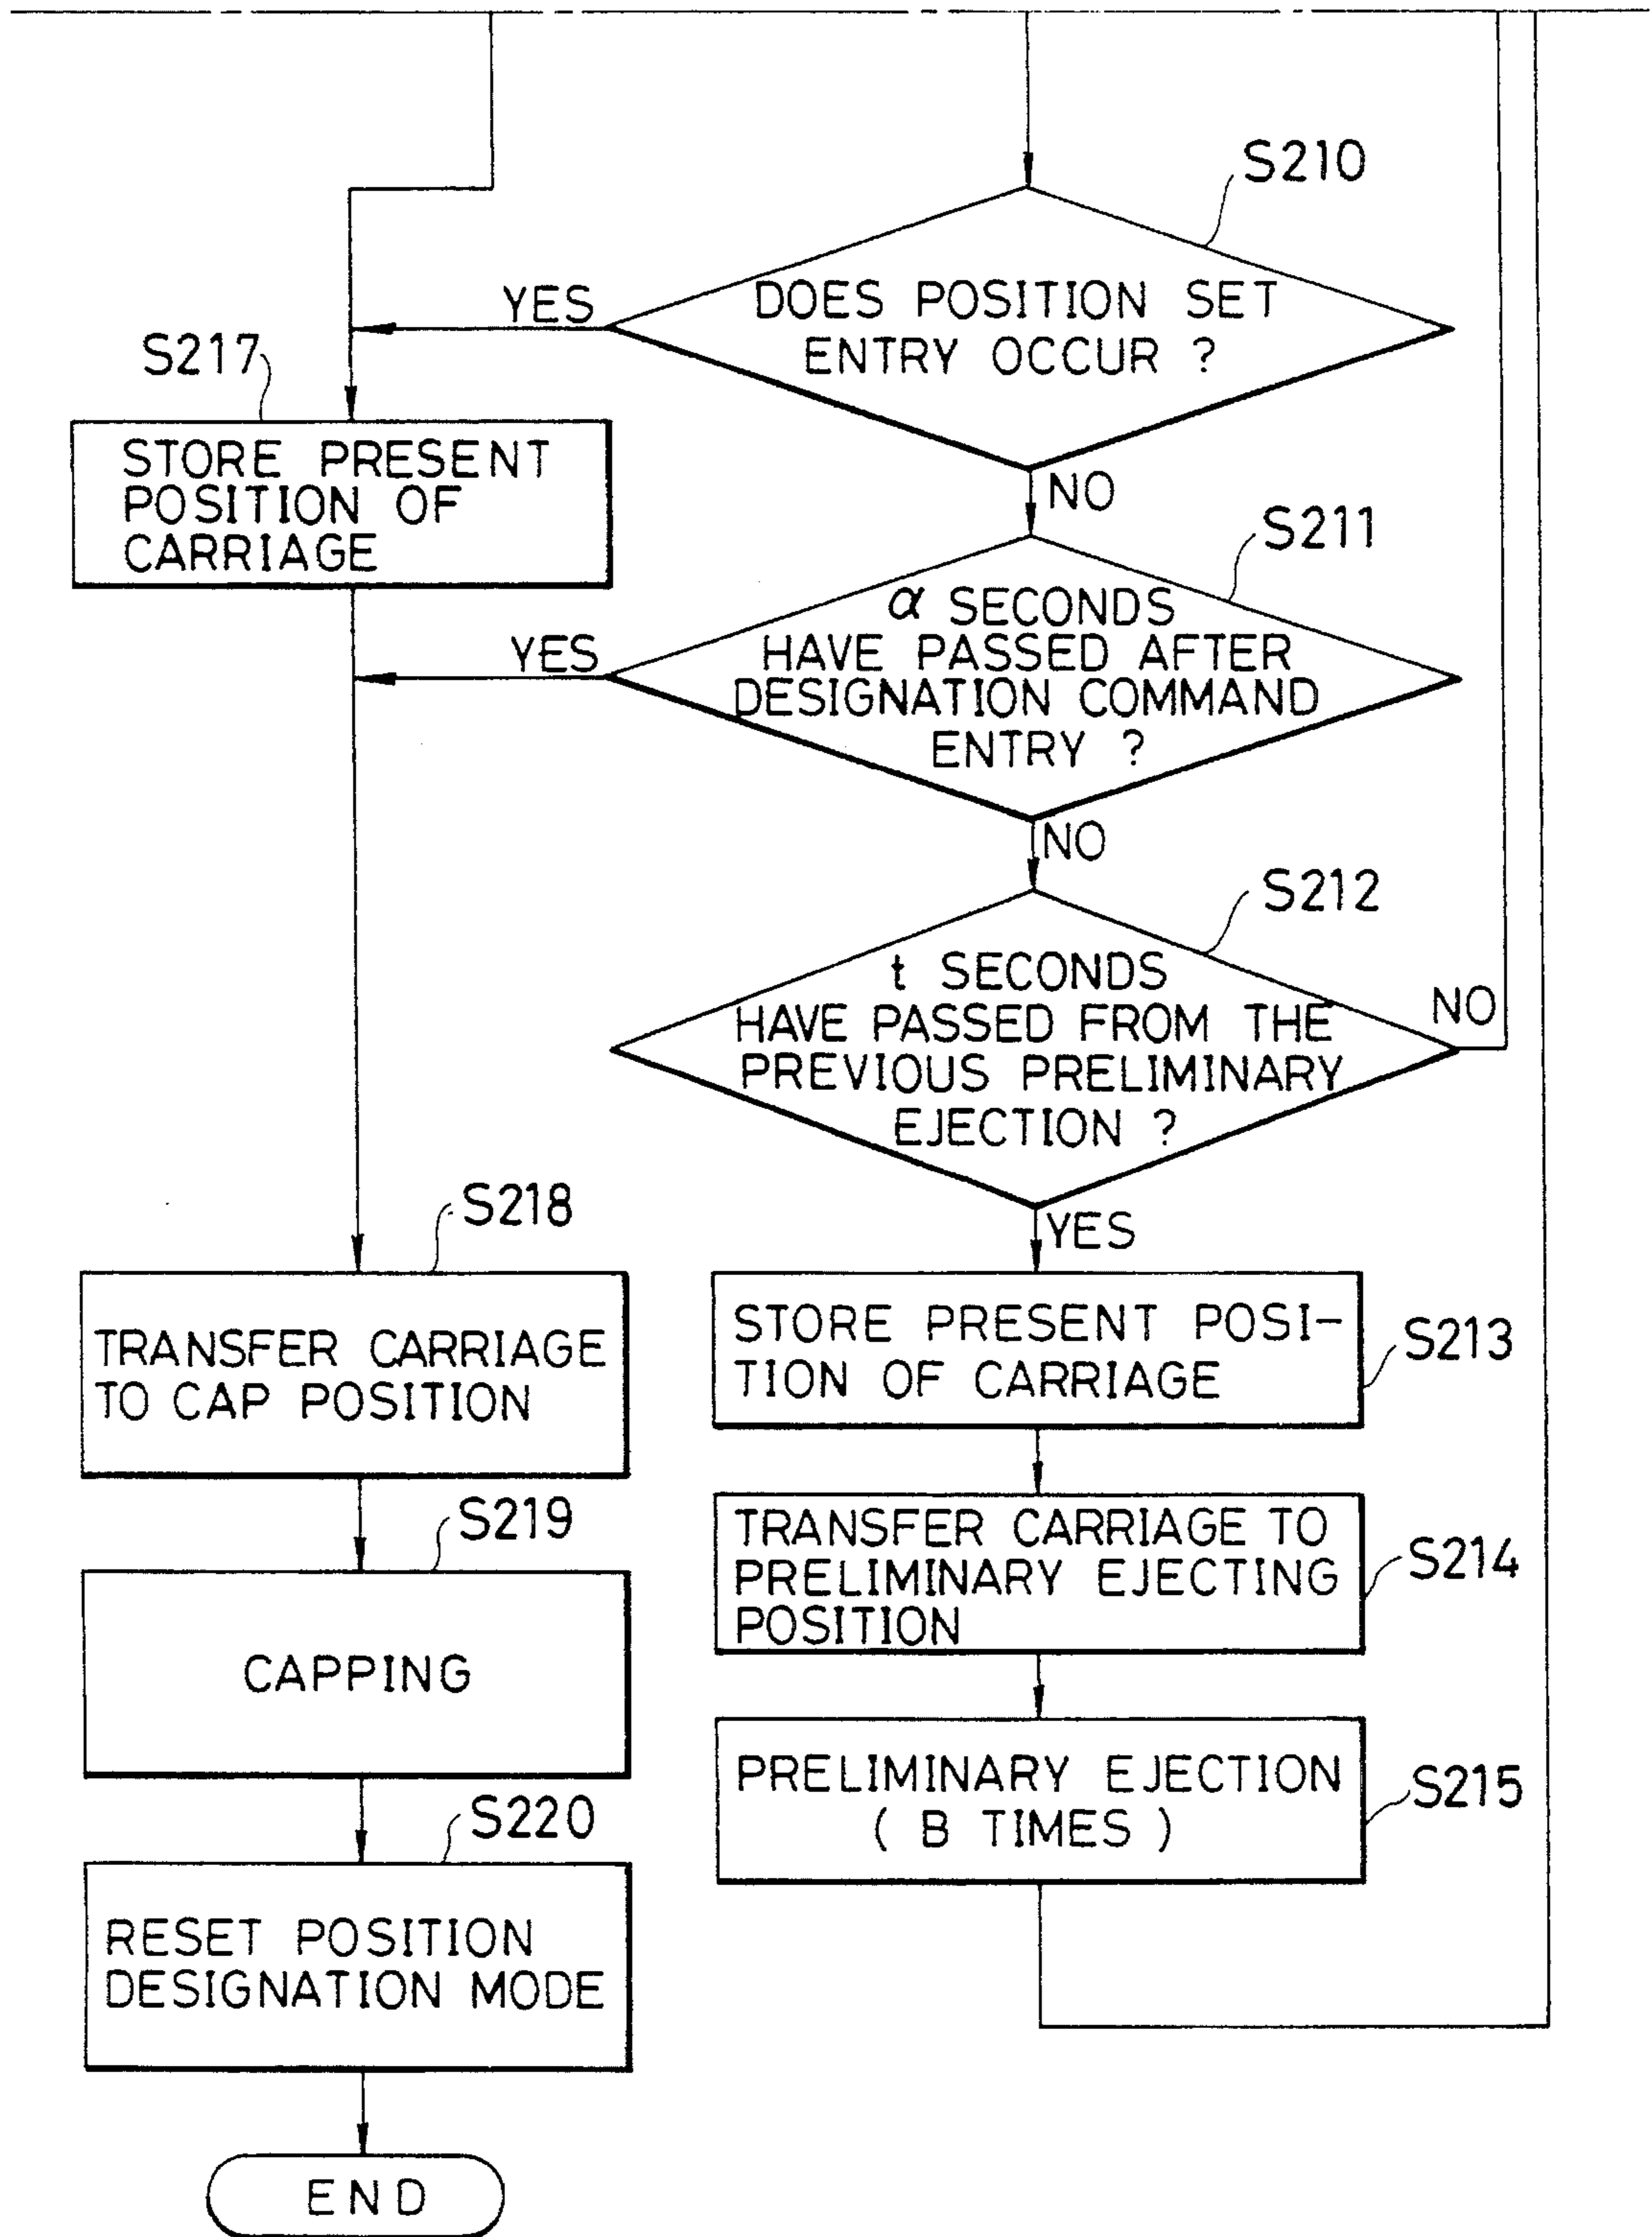 S210
DOES POSITION SET
ENTRY OCCUR ?
YES
S217
STORE PRESENT
POSITION OF
CARRIAGE
NO
S211
α SECONDS
HAVE PASSED AFTER
DESIGNATION COMMAND
ENTRY ?
YES
NO
S212
t SECONDS
HAVE PASSED FROM THE
PREVIOUS PRELIMINARY
EJECTION ?
NO
YES
S218
TRANSFER CARRIAGE
TO CAP POSITION
STORE PRESENT POSI-
TION OF CARRIAGE
S213
S219
CAPPING
TRANSFER CARRIAGE TO
PRELIMINARY EJECTING
POSITION
S214
PRELIMINARY EJECTION
( B TIMES )
S215
S220
RESET POSITION
DESIGNATION MODE
END